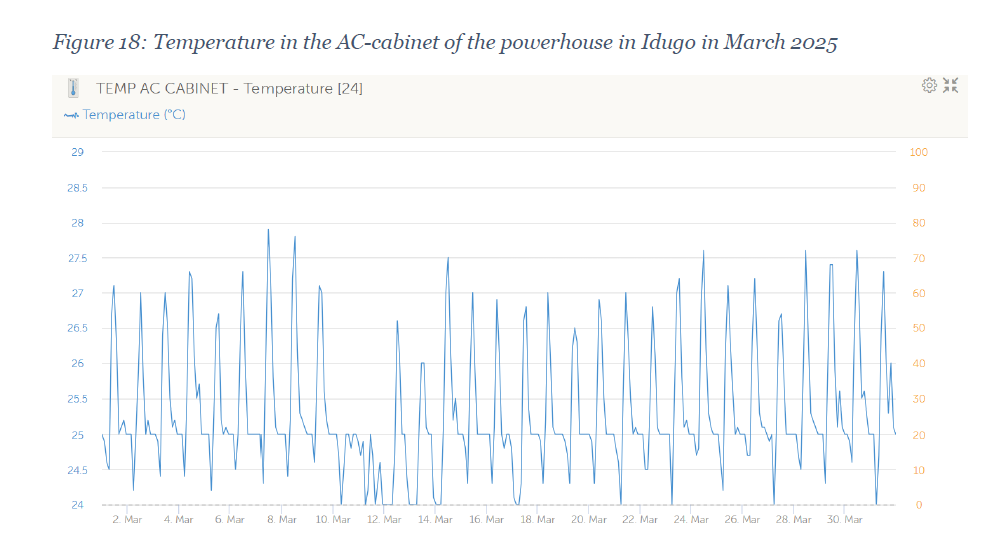 Figure 18: Temperature in the AC-cabinet of the powerhouse in Idugo in March 2025
TEMP AC CABINET - Temperature [24]
Temperature (°C)
29 100
28.5 90
28 80
27.5 70
27 60
26.5 50
26 40
25.5 30
25 20
24.5 10
24 0
2. Mar 4. Mar 6. Mar 8. Mar 10. Mar 12. Mar 14. Mar 16. Mar 18. Mar 20. Mar 22. Mar 24. Mar 26. Mar 28. Mar 30. Mar